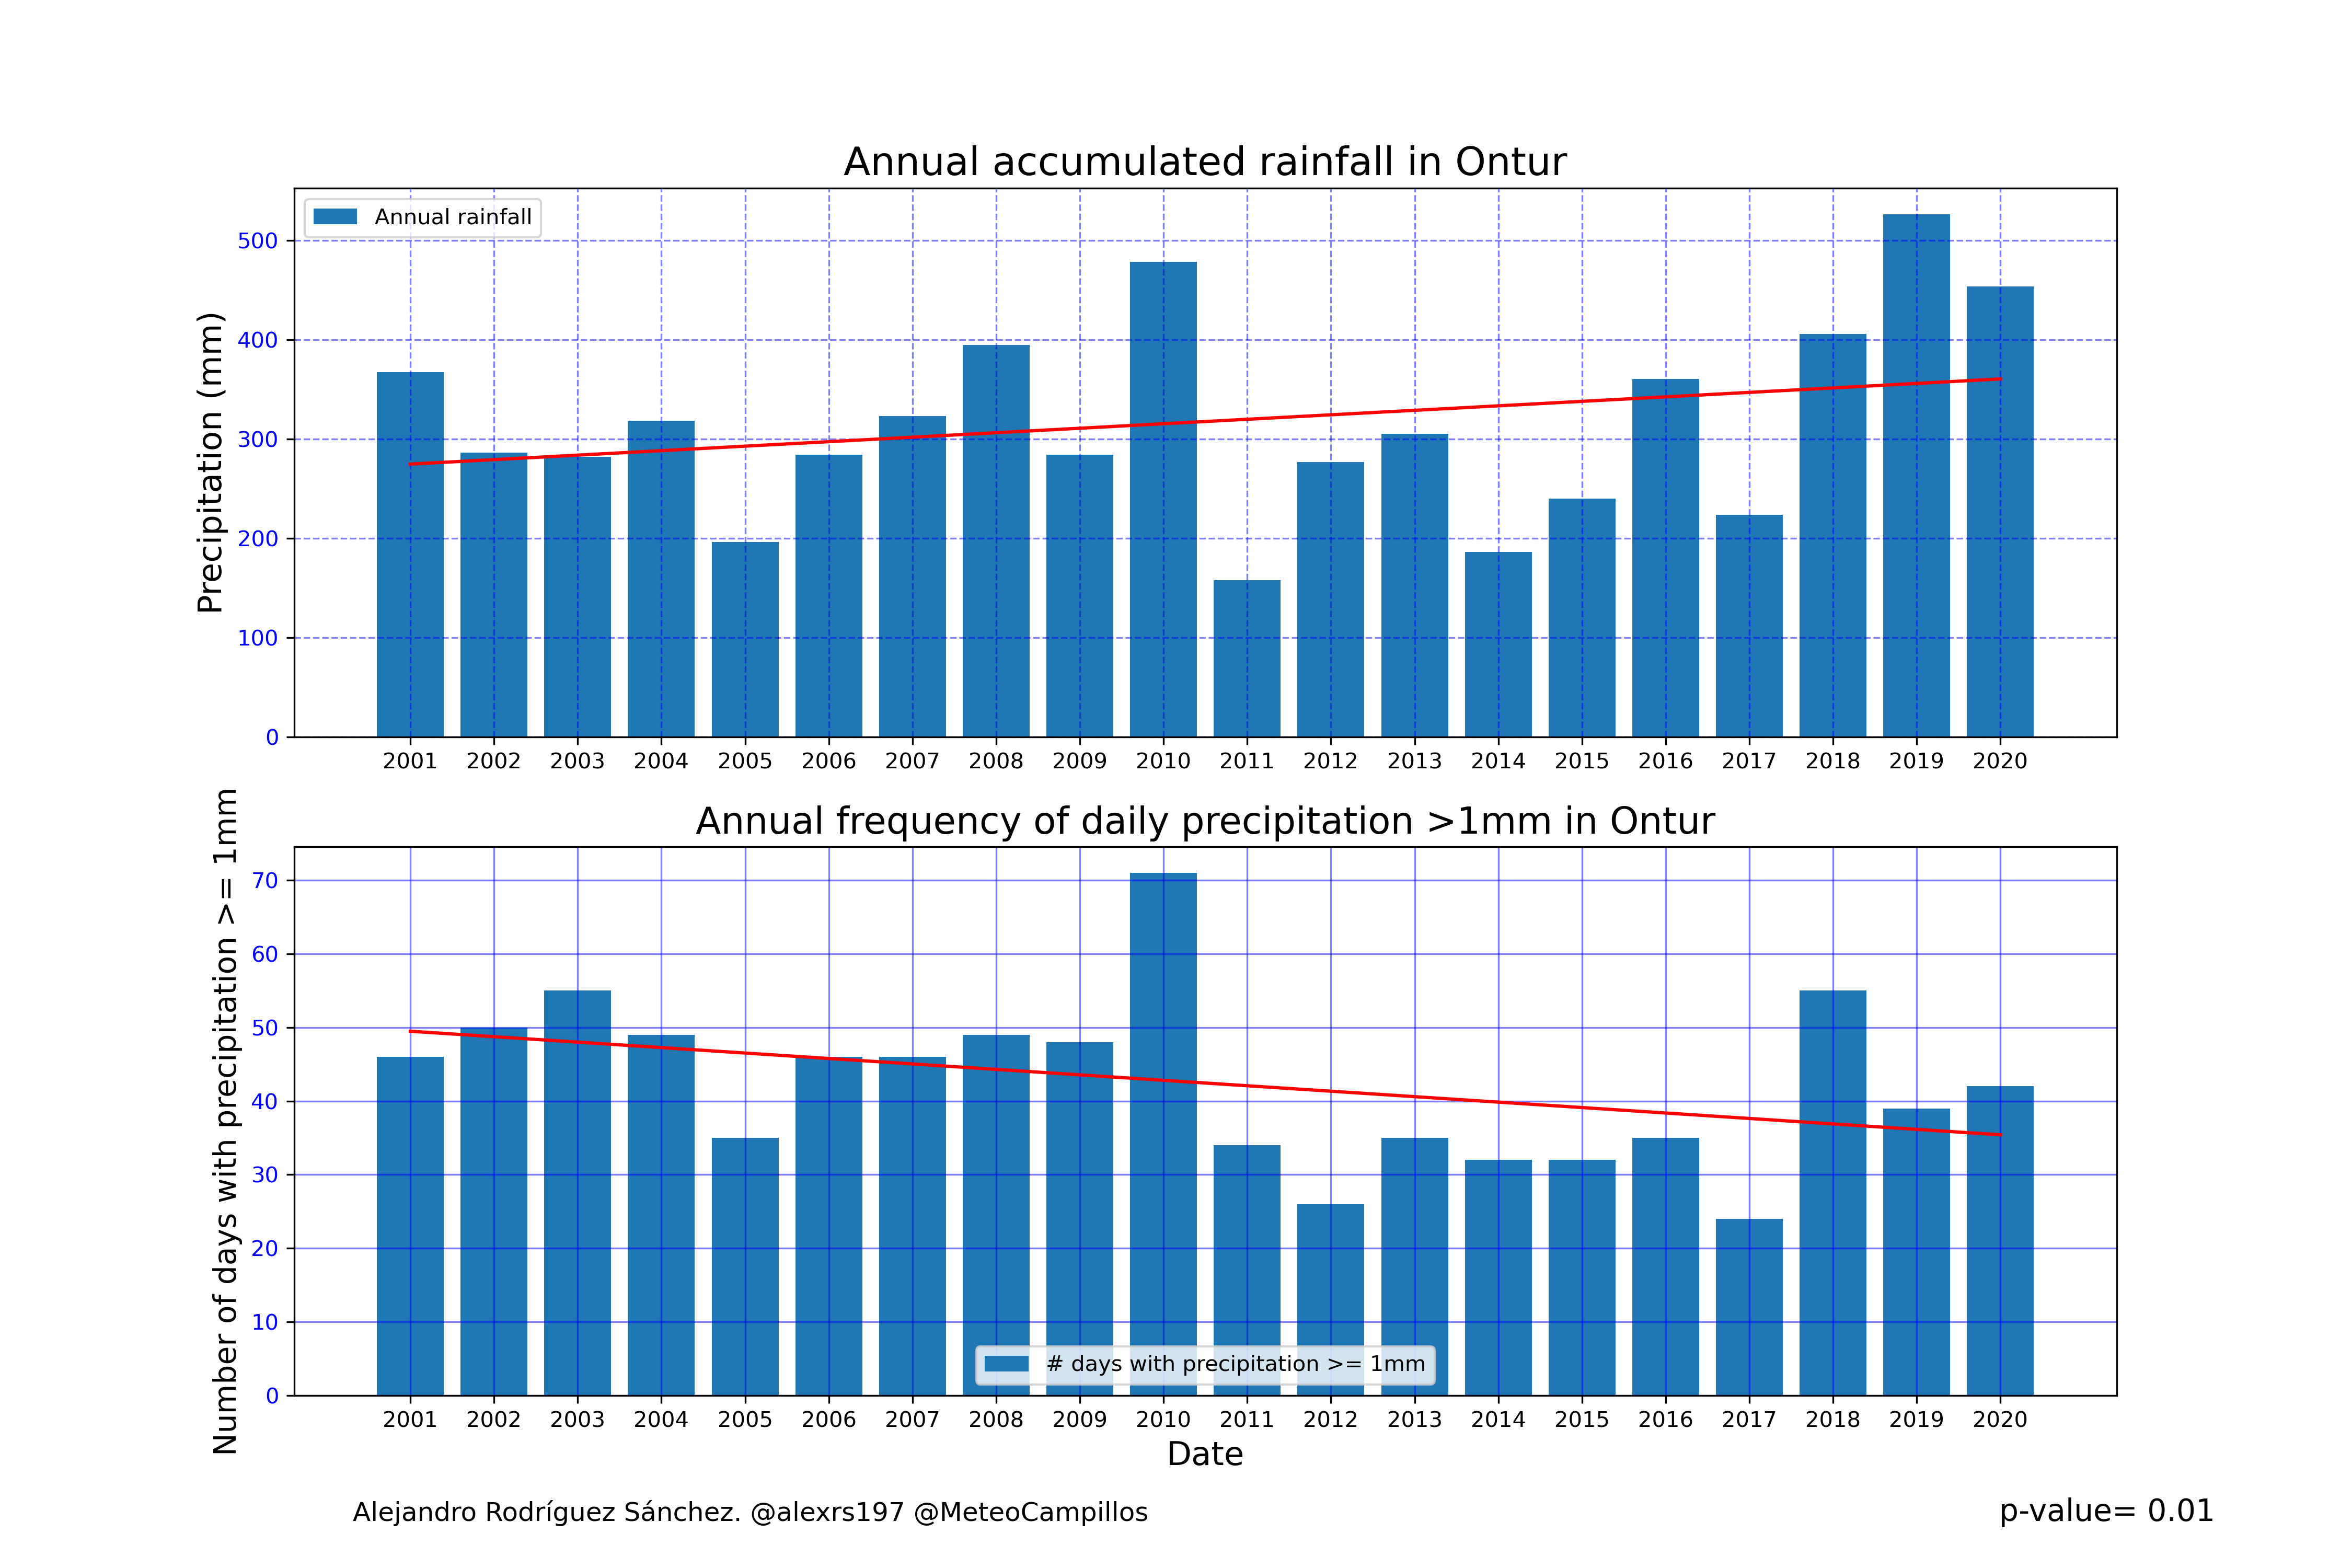 Annual accumulated rainfall in Ontur
Annual rainfall
Precipitation (mm)
500
400
300
200
100
0
2001 2002 2003 2004 2005 2006 2007 2008 2009 2010 2011 2012 2013 2014 2015 2016 2017 2018 2019 2020
Annual frequency of daily precipitation >1mm in Ontur
Number of days with precipitation >= 1mm
70
60
50
40
30
20
10
0
# days with precipitation >= 1mm
2001 2002 2003 2004 2005 2006 2007 2008 2009 2010 2011 2012 2013 2014 2015 2016 2017 2018 2019 2020
Date
Alejandro Rodríguez Sánchez. @alexrs197 @MeteoCampillos
p-value= 0.01